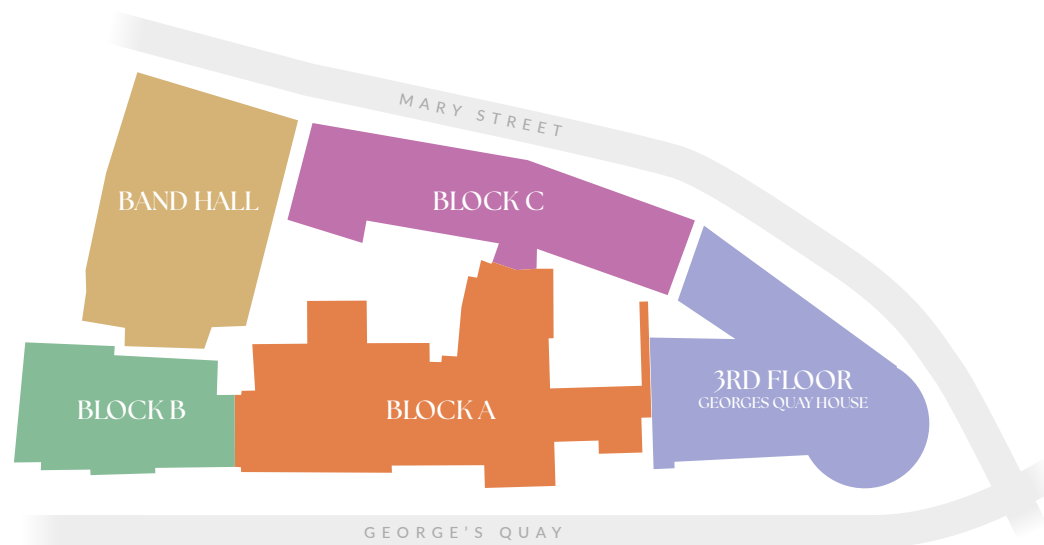 MARY STREET
BAND HALL
BLOCK C
3RD FLOOR
GEORGES QUAY HOUSE
BLOCK B
BLOCK A
GEORGE'S QUAY